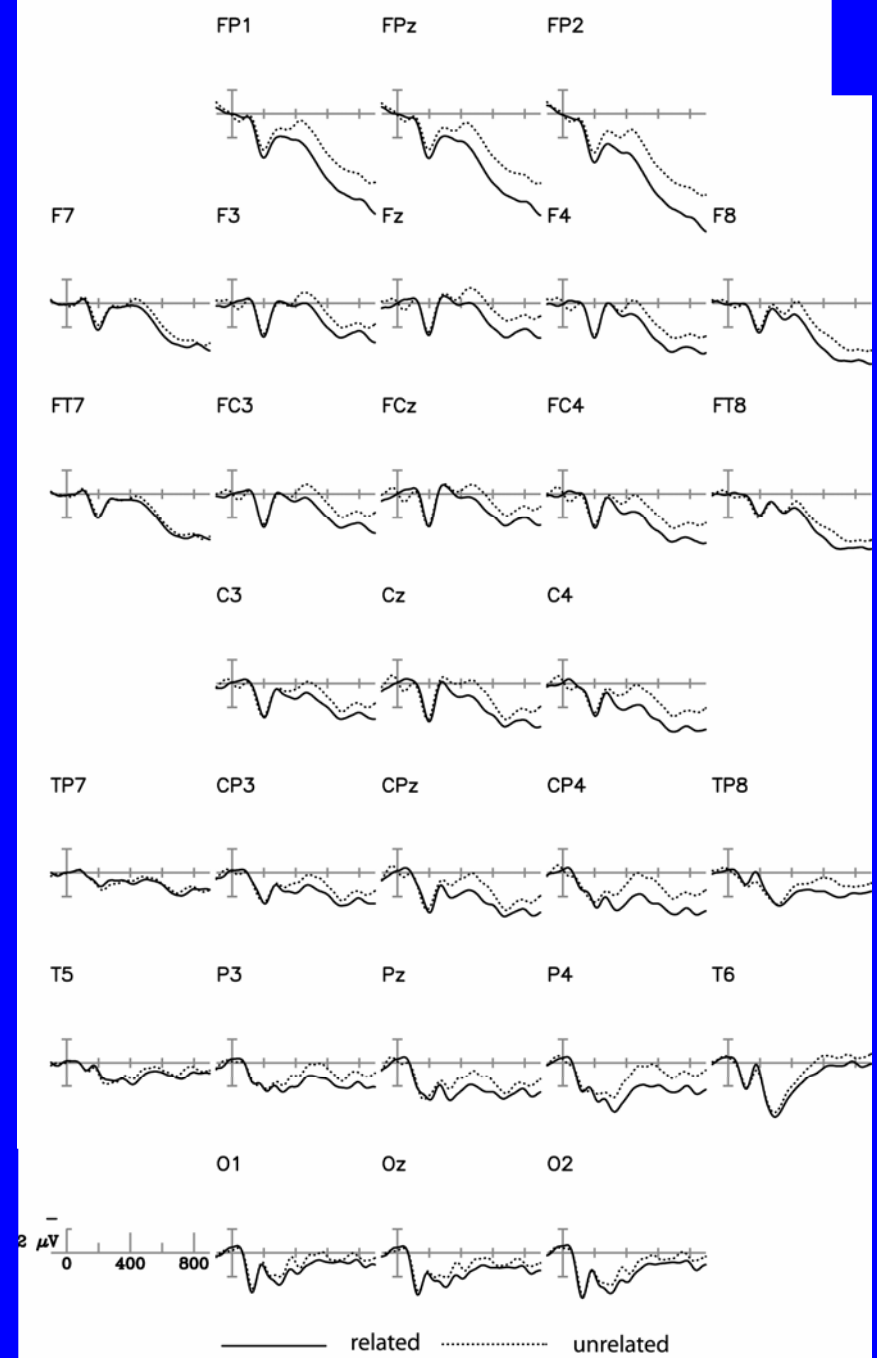 FP1 FPz FP2
F7 F3 Fz F4 F8
FT7 FC3 FCz FC4 FT8
C3 Cz C4
TP7 CP3 CPz CP4 TP8
T5 P3 Pz P4 T6
O1 Oz O2
2 μV
0 400 800
related unrelated